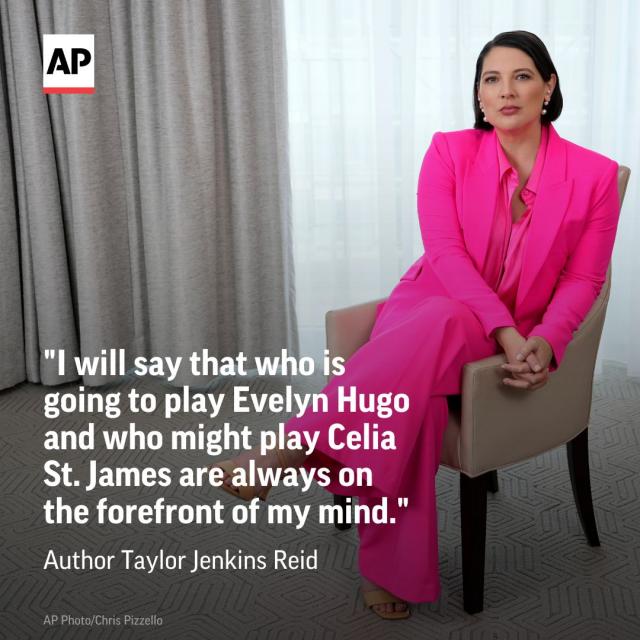 AP
"I will say that who is
going to play Evelyn Hugo
and who might play Celia
St. James are always on
the forefront of my mind."
Author Taylor Jenkins Reid
AP Photo/Chris Pizzello